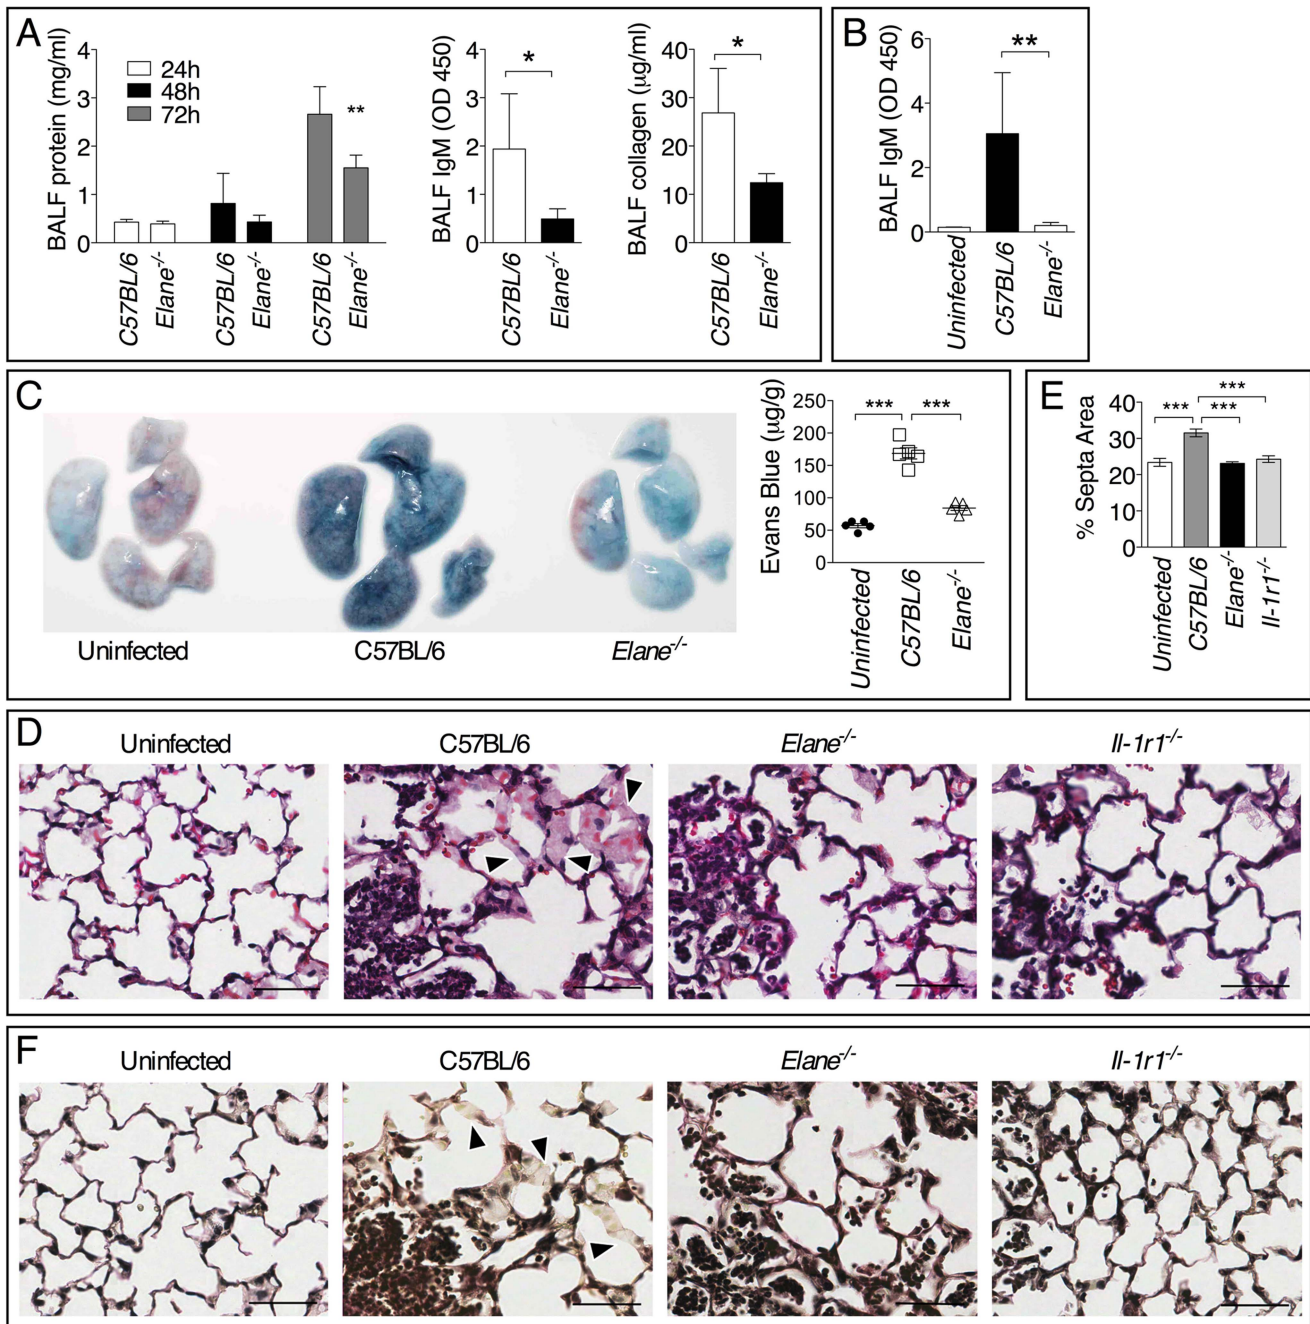 A
BALF protein (mg/ml)
4
3
2
1
0
24h
48h
72h
**
C57BL/6
Elane-/-
C57BL/6
Elane-/-
C57BL/6
Elane-/-
BALF IgM (OD 450)
4
3
2
1
0
*
C57BL/6
Elane-/-
BALF collagen (µg/ml)
40
30
20
10
0
*
C57BL/6
Elane-/-
B
BALF IgM (OD 450)
6
4
2
0
**
Uninfected
C57BL/6
Elane-/-
C
Uninfected
C57BL/6
Elane-/-
Evans Blue (µg/g)
250
200
150
100
50
0
*** ***
Uninfected
C57BL/6
Elane-/-
E
% Septa Area
40
30
20
10
0
***
*** ***
Uninfected
C57BL/6
Elane-/-
Il-1r1-/-
D
Uninfected
C57BL/6
Elane-/-
Il-1r1-/-
F
Uninfected
C57BL/6
Elane-/-
Il-1r1-/-